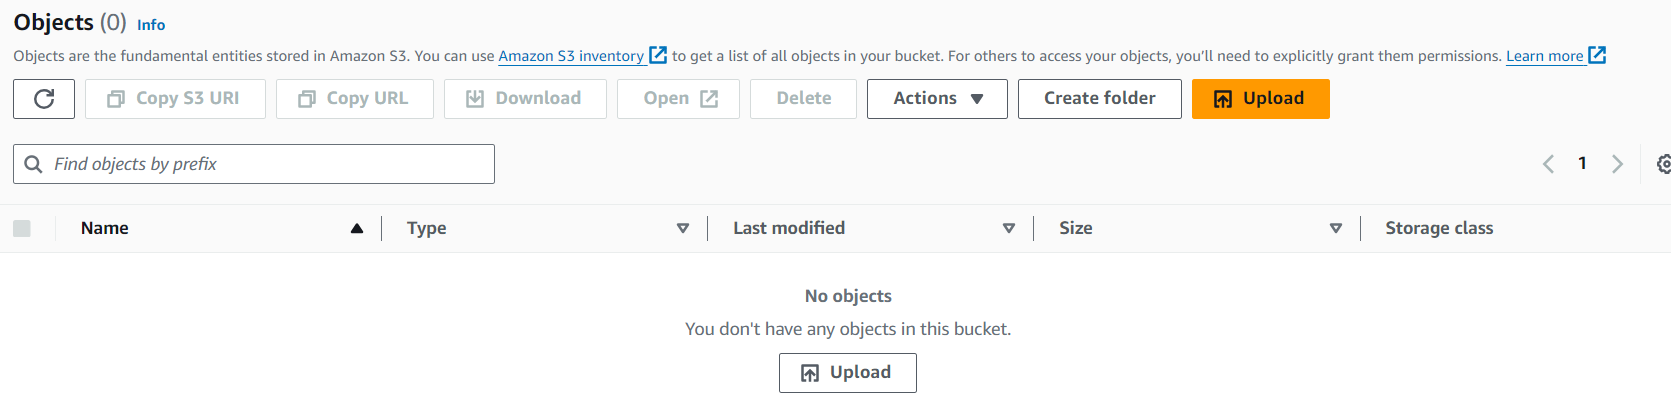 Objects (0) Info
Objects are the fundamental entities stored in Amazon S3. You can use Amazon S3 inventory to get a list of all objects in your bucket. For others to access your objects, you'll need to explicitly grant them permissions. Learn more
Copy S3 URI Copy URL Download Open Delete Actions Create folder Upload
Find objects by prefix 1
Name Type Last modified Size Storage class
No objects
You don't have any objects in this bucket.
Upload